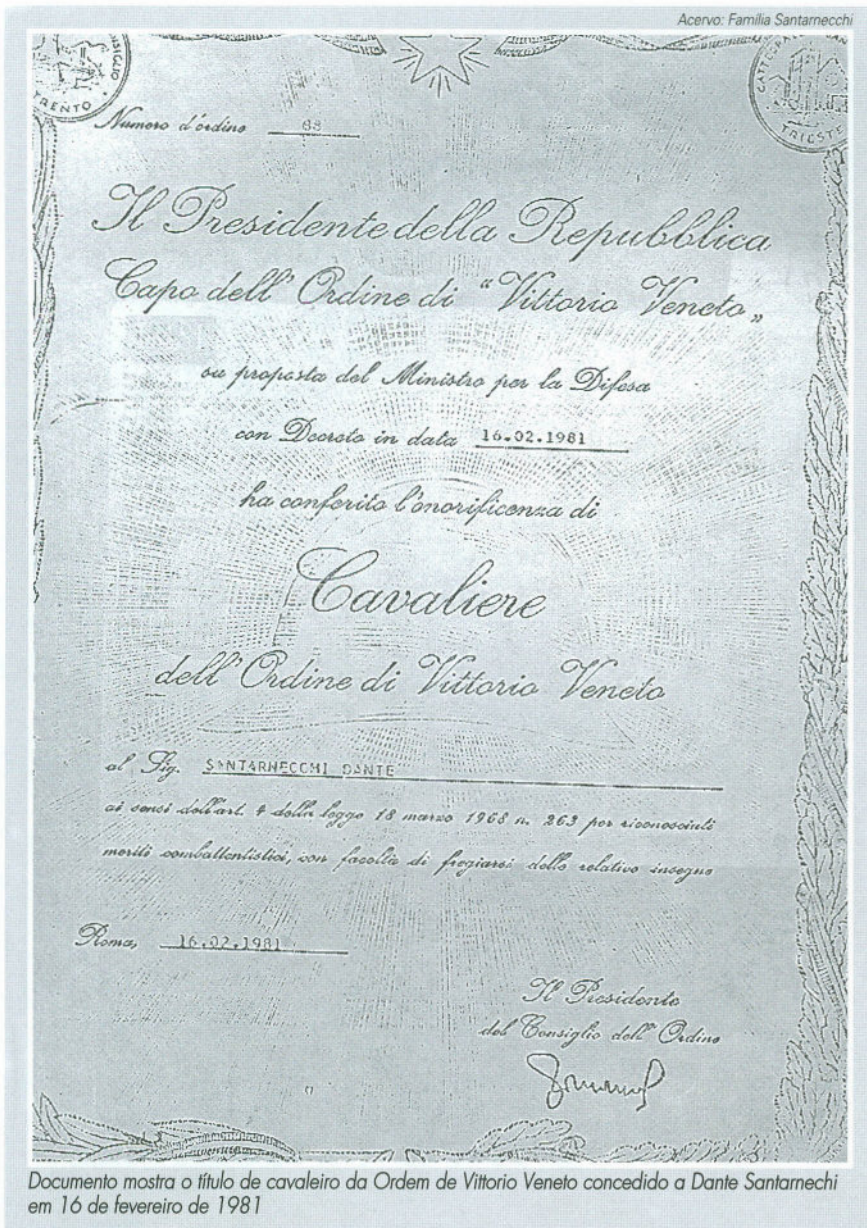 Acervo: Família Santarnecchi
TRENTO
TRIESTE
Numero d'ordine 68
Il Presidente della Repubblica
Capo dell'Ordine di "Vittorio Veneto"
su proposta del Ministro per la Difesa
con Decreto in data 16.02.1981
ha conferito l'onorificenza di
Cavaliere
dell'Ordine di Vittorio Veneto
al Sig. SANTARNECCHI DANTE
ai sensi dell'art. 4 della legge 18 marzo 1968 n. 263 per riconosciuti
meriti combattentistici, con facoltà di fregiarsi delle relative insegne
Roma, 16.02.1981
Il Presidente
del Consiglio dell'Ordine
Documento mostra o título de cavaleiro da Ordem de Vittorio Veneto concedido a Dante Santarnechi
em 16 de fevereiro de 1981